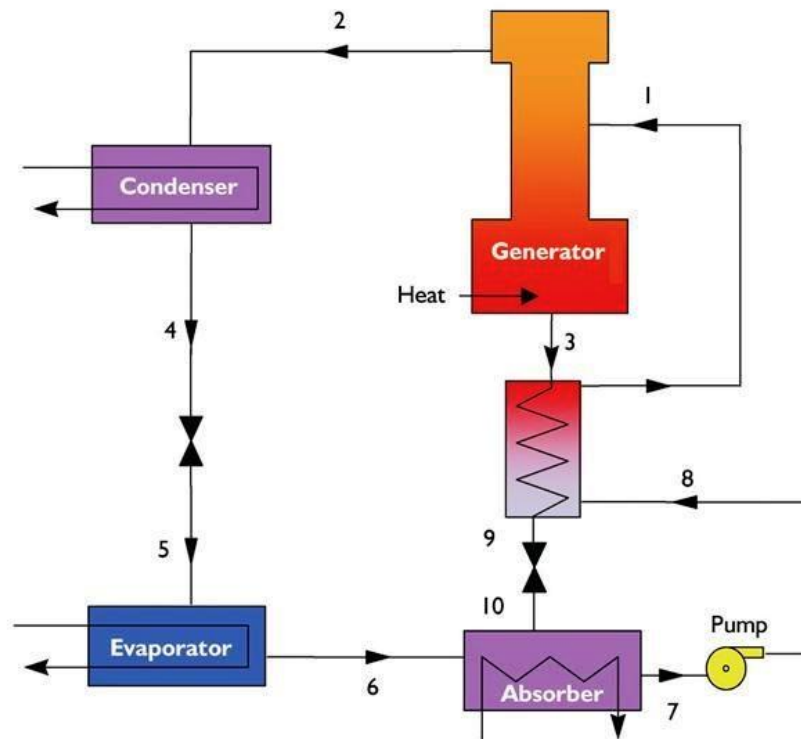 2
1
Condenser
Generator
Heat
4
3
8
5
9
10
Pump
Evaporator
6
Absorber
7